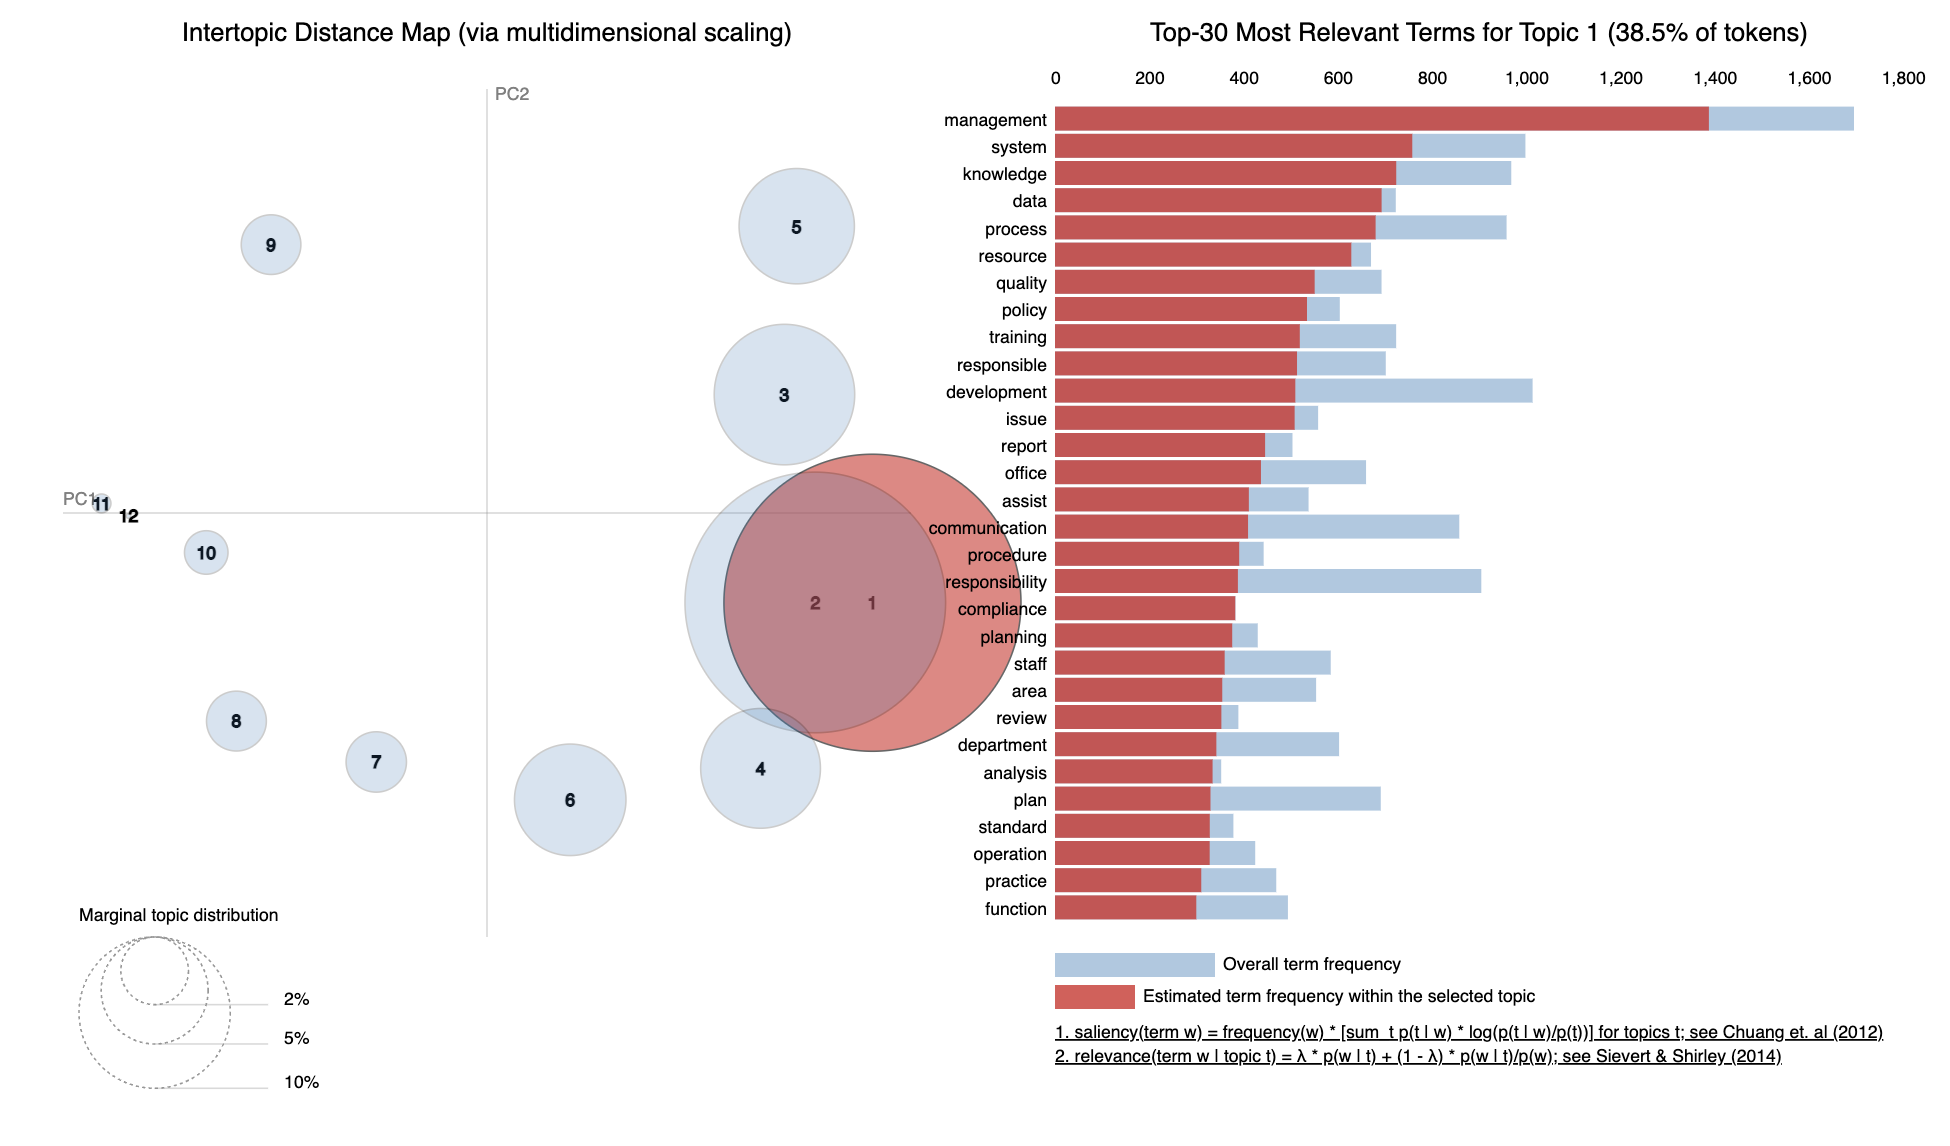 Intertopic Distance Map (via multidimensional scaling)
PC2
PC1
5
9
3
11
12
10
2
1
8
7
4
6
Marginal topic distribution
2%
5%
10%
Top-30 Most Relevant Terms for Topic 1 (38.5% of tokens)
0 200 400 600 800 1,000 1,200 1,400 1,600 1,800
management
system
knowledge
data
process
resource
quality
policy
training
responsible
development
issue
report
office
assist
communication
procedure
responsibility
compliance
planning
staff
area
review
department
analysis
plan
standard
operation
practice
function
Overall term frequency
Estimated term frequency within the selected topic
1. saliency(term w) = frequency(w) * [sum_t p(t | w) * log(p(t | w)/p(t))] for topics t; see Chuang et. al (2012)
2. relevance(term w | topic t) = λ * p(w | t) + (1 - λ) * p(w | t)/p(w); see Sievert & Shirley (2014)